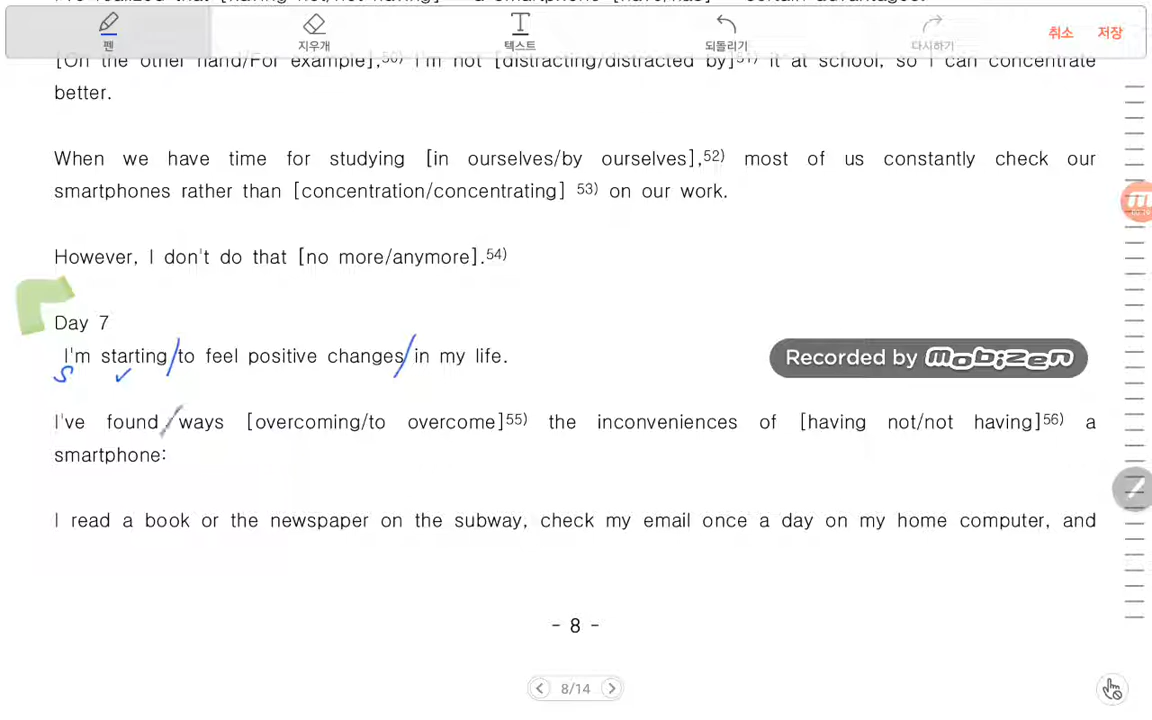 펜 지우개 텍스트 되돌리기 다시하기 취소 저장
[On the other hand/For example],50) I'm not [distracting/distracted by]51) it at school, so I can concentrate
better.
When we have time for studying [in ourselves/by ourselves],52) most of us constantly check our
smartphones rather than [concentration/concentrating] 53) on our work.
However, I don't do that [no more/anymore].54)
Day 7
I'm starting/to feel positive changes/in my life.
S
Recorded by mobizen
I've found/ways [overcoming/to overcome]55) the inconveniences of [having not/not having]56) a
smartphone:
I read a book or the newspaper on the subway, check my email once a day on my home computer, and
- 8 -
8/14